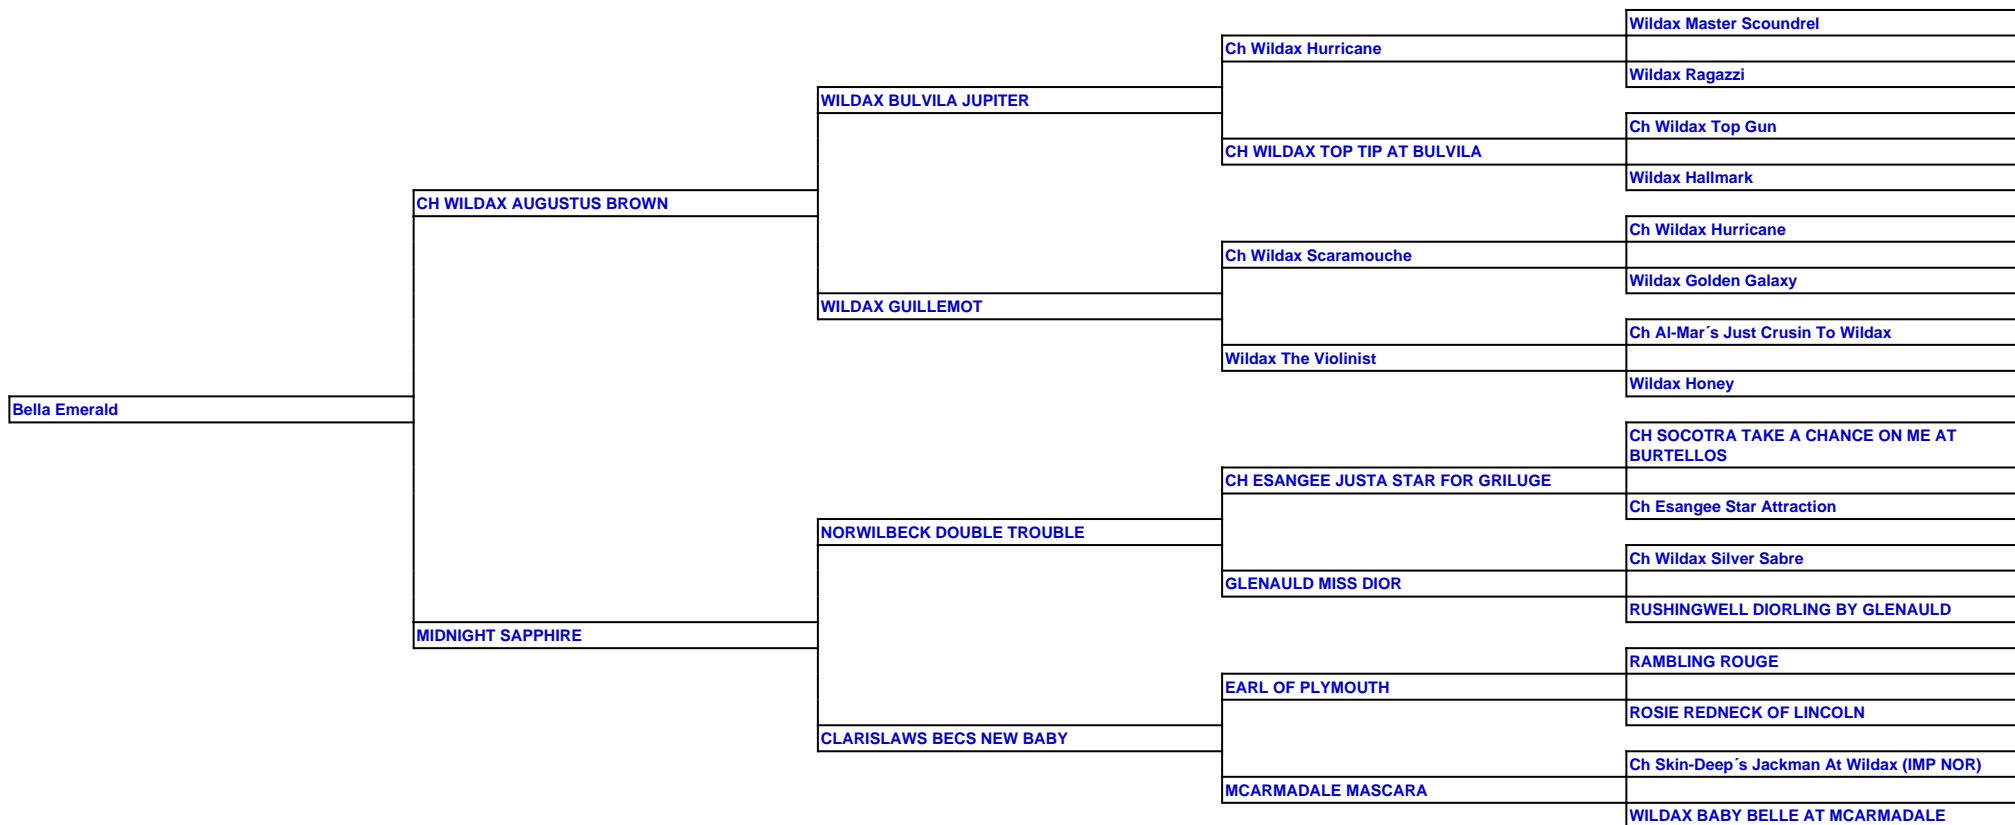 Wildax Master Scoundrel
Ch Wildax Hurricane
Wildax Ragazzi
WILDAX BULVILA JUPITER
Ch Wildax Top Gun
CH WILDAX TOP TIP AT BULVILA
Wildax Hallmark
CH WILDAX AUGUSTUS BROWN
Ch Wildax Hurricane
Ch Wildax Scaramouche
Wildax Golden Galaxy
WILDAX GUILLEMOT
Ch Al-Mar´s Just Crusin To Wildax
Wildax The Violinist
Wildax Honey
Bella Emerald
CH SOCOTRA TAKE A CHANCE ON ME AT
BURTELLOS
CH ESANGEE JUSTA STAR FOR GRILUGE
Ch Esangee Star Attraction
NORWILBECK DOUBLE TROUBLE
Ch Wildax Silver Sabre
GLENAULD MISS DIOR
RUSHINGWELL DIORLING BY GLENAULD
MIDNIGHT SAPPHIRE
RAMBLING ROUGE
EARL OF PLYMOUTH
ROSIE REDNECK OF LINCOLN
CLARISLAWS BECS NEW BABY
Ch Skin-Deep´s Jackman At Wildax (IMP NOR)
MCARMADALE MASCARA
WILDAX BABY BELLE AT MCARMADALE